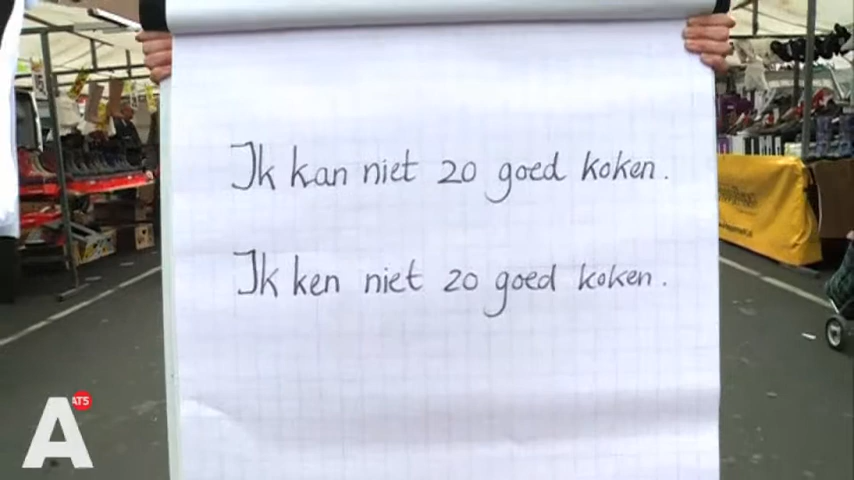 Ik kan niet zo goed koken.
Ik ken niet zo goed koken.
A
AT5